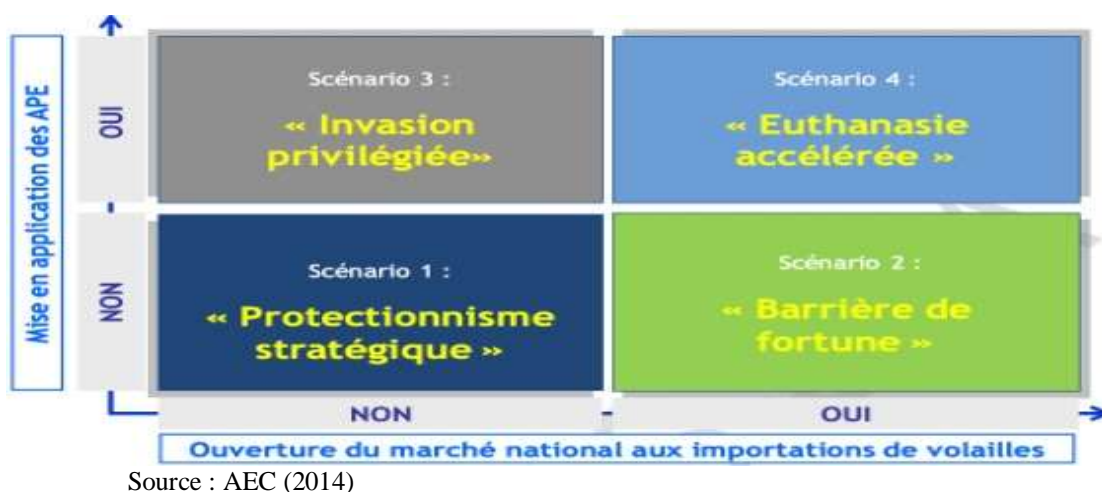 Mise en application des APE
OUI
Scénario 3 :
« Invasion
privilégiée»
Scénario 4 :
« Euthanasie
accélérée »
NON
Scénario 1 :
« Protectionnisme
stratégique »
Scénario 2 :
« Barrière de
fortune »
NON
OUI
Ouverture du marché national aux importations de volailles
Source : AEC (2014)